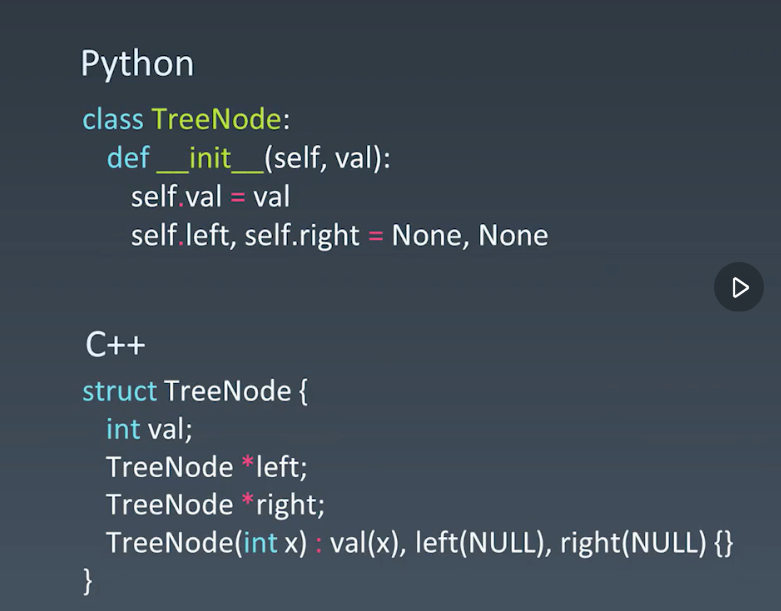 Python
class TreeNode:
  def __init__(self, val):
    self.val = val
    self.left, self.right = None, None
C++
struct TreeNode {
  int val;
  TreeNode *left;
  TreeNode *right;
  TreeNode(int x) : val(x), left(NULL), right(NULL) {}
}